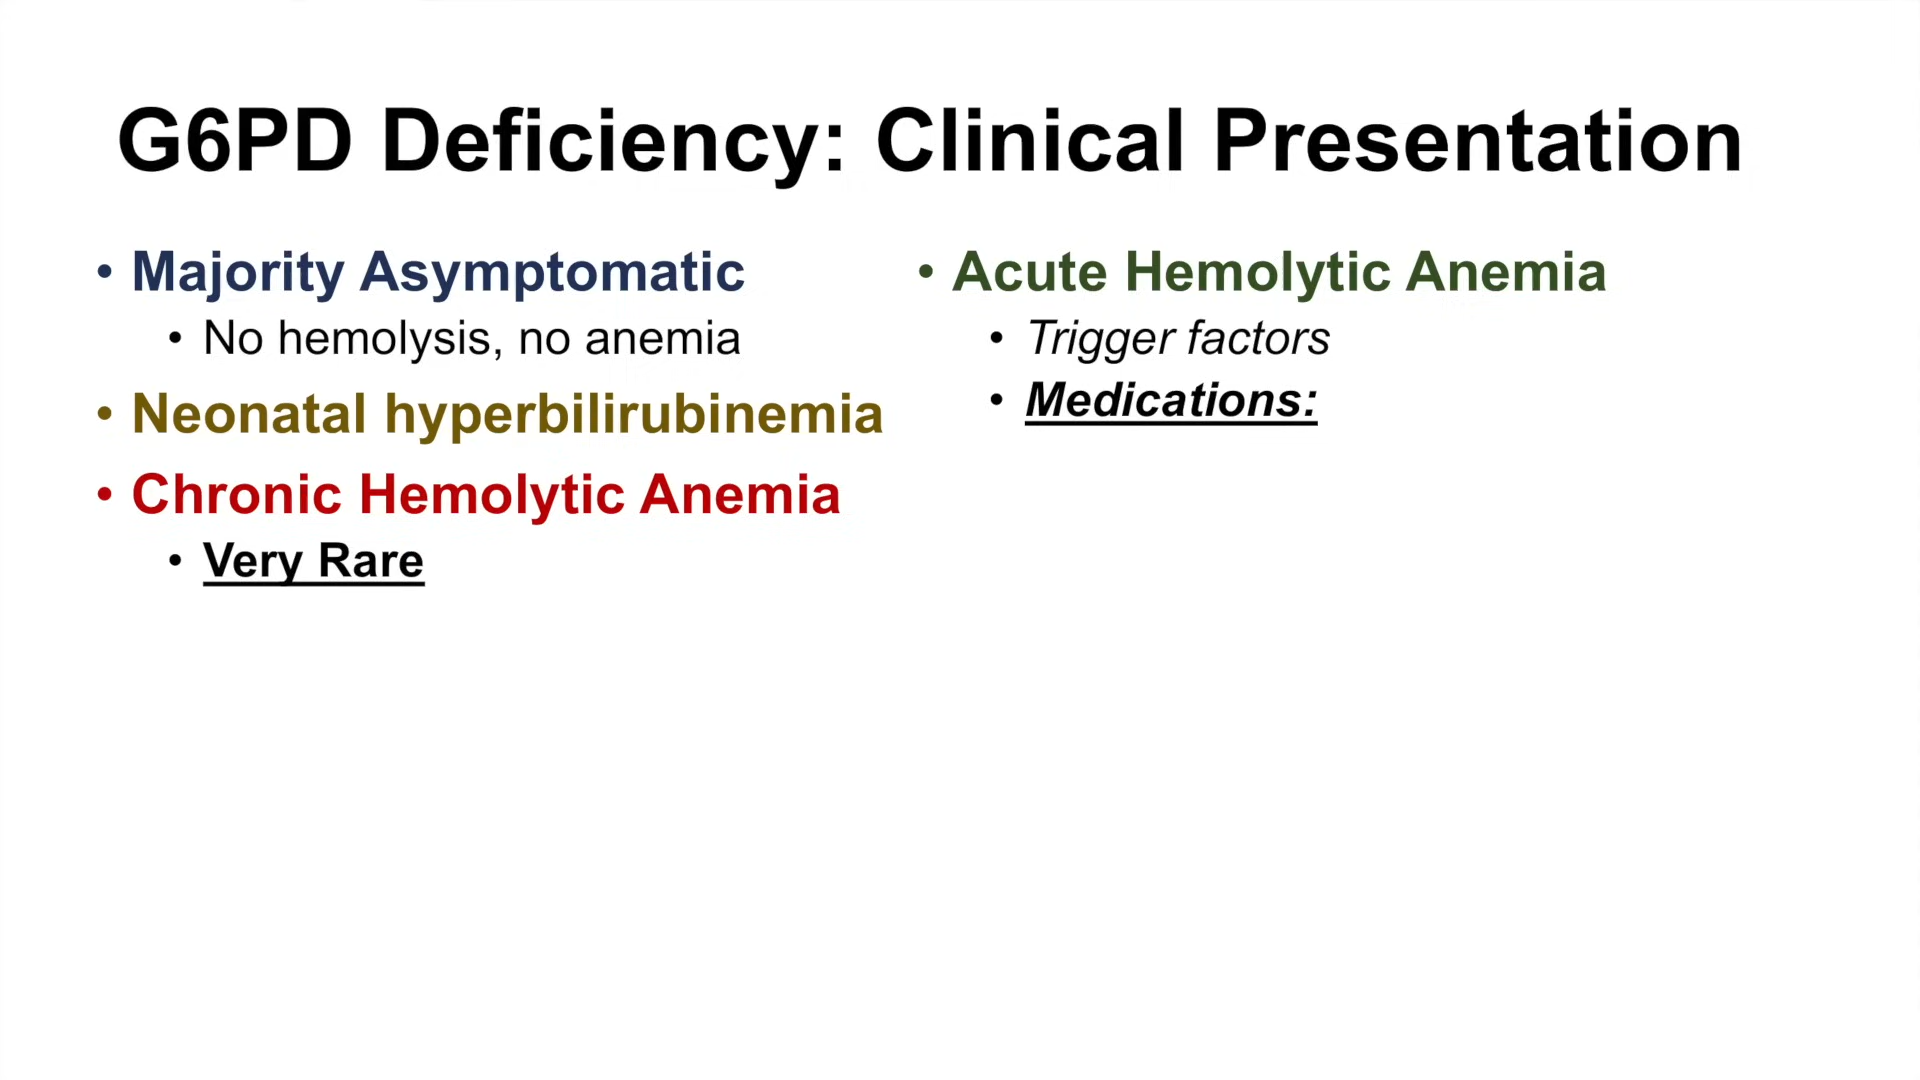 G6PD Deficiency: Clinical Presentation
• Majority Asymptomatic
• No hemolysis, no anemia
• Neonatal hyperbilirubinemia
• Chronic Hemolytic Anemia
• Very Rare
• Acute Hemolytic Anemia
• Trigger factors
• Medications: